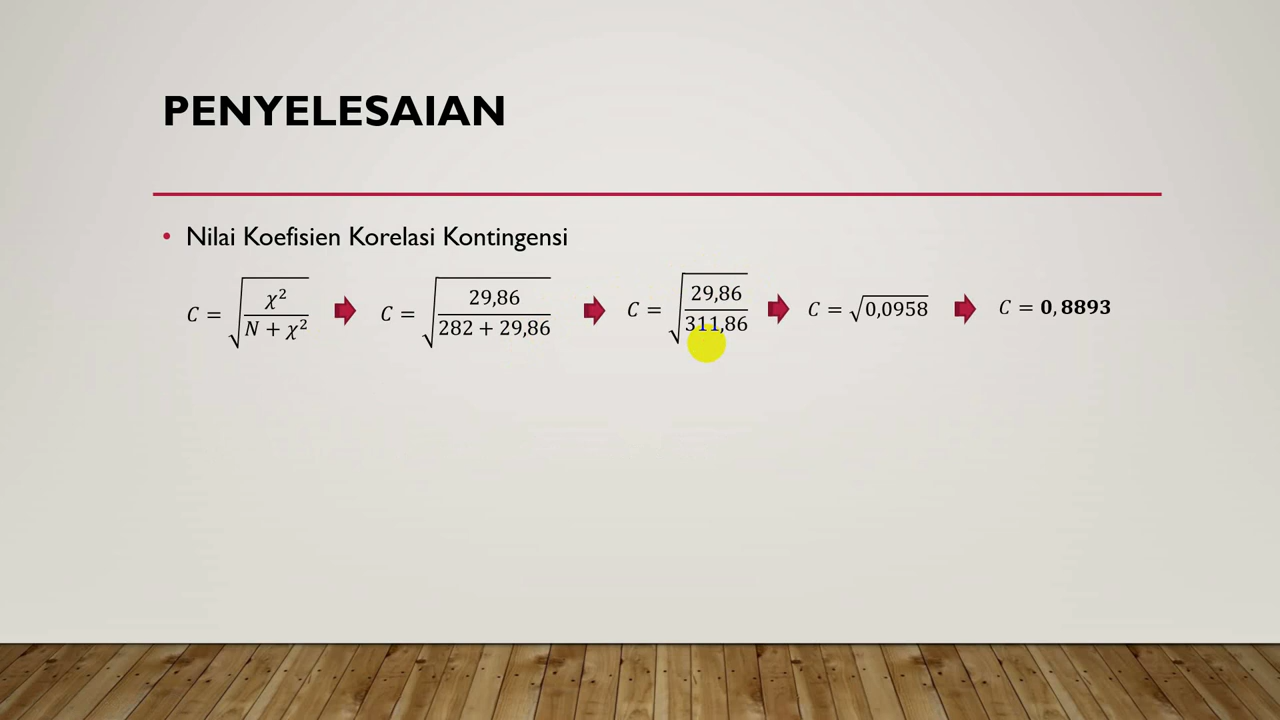 PENYELESAIAN
• Nilai Koefisien Korelasi Kontingensi
C = √(χ²/(N + χ²)) ➡ C = √(29,86/(282 + 29,86)) ➡ C = √(29,86/311,86) ➡ C = √0,0958 ➡ C = 0,8893